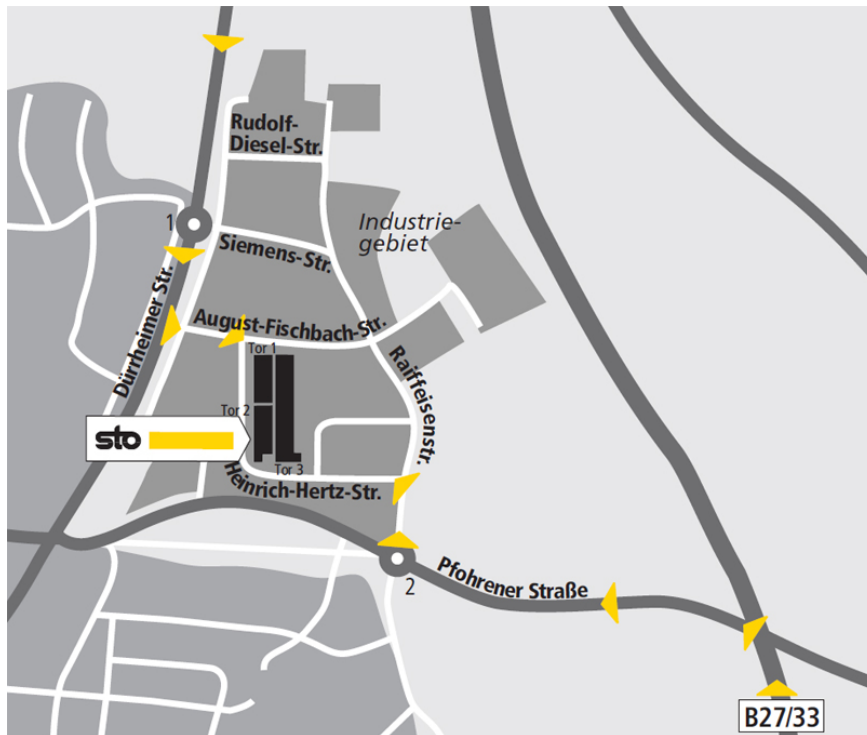 Rudolf-
Diesel-Str.
1
Industrie-
gebiet
Siemens-Str.
Dürrheimer Str.
August-Fischbach-Str.
Tor 1
Raiffeisenstr.
Tor 2
sto
Tor 3
Heinrich-Hertz-Str.
2
Pfohrener Straße
B27/33